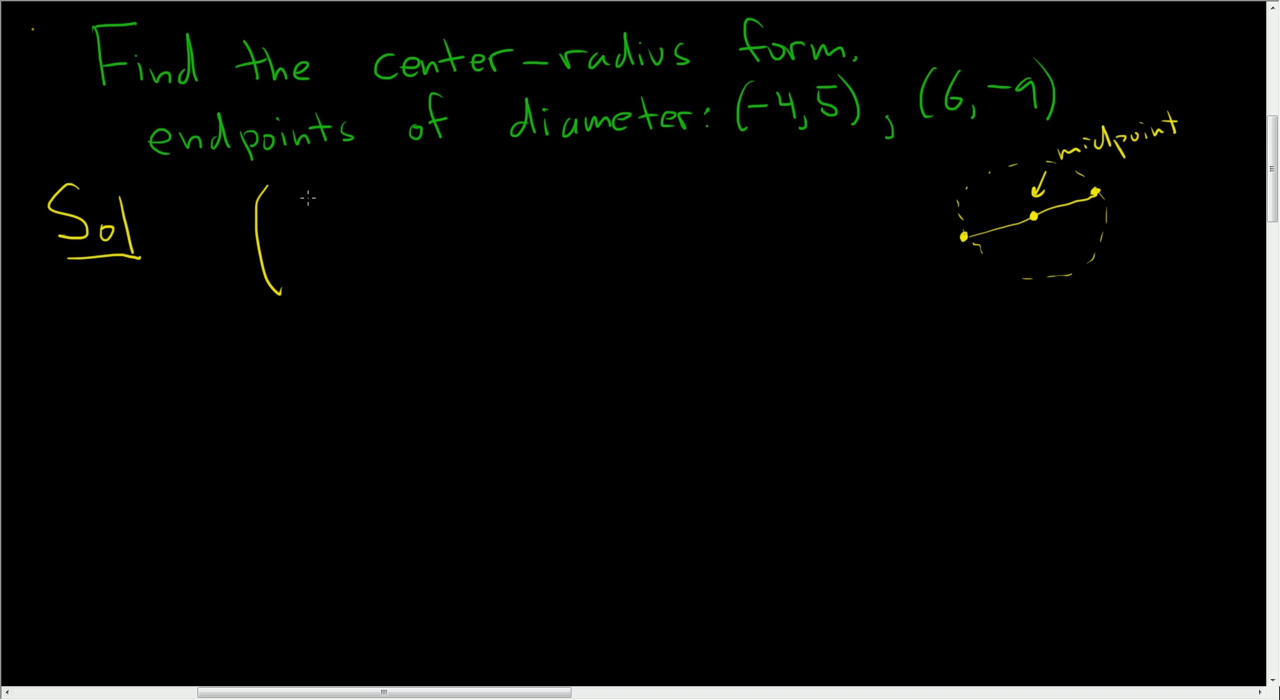 Find the center-radius form.
endpoints of diameter: (-4,5), (6,-9)
midpoint
Sol (